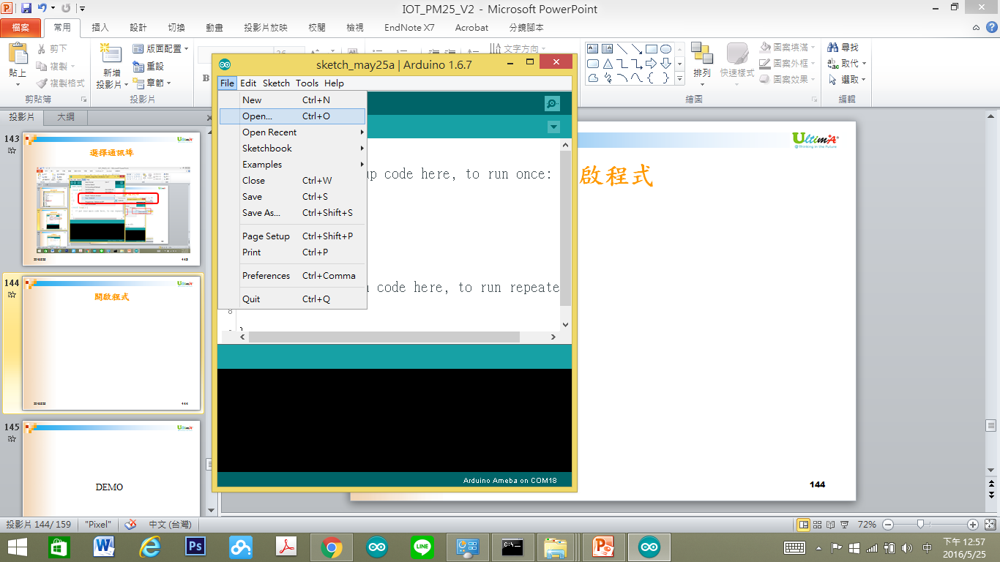 IOT_PM25_V2 - Microsoft PowerPoint
檔案 常用 插入 設計 切換 動畫 投影片放映 校閱 檢視 EndNote X7 Acrobat 分鏡腳本
貼上
剪下
複製
複製格式
剪貼簿
新增
投影片
版面配置
重設
章節
投影片
B
文字方向
排列
快速樣式
圖案填滿
圖案外框
圖案效果
繪圖
尋找
取代
選取
編輯
投影片 大綱
143
選擇通訊埠
144
開啟程式
144
145
DEMO
sketch_may25a | Arduino 1.6.7
File Edit Sketch Tools Help
New Ctrl+N
Open... Ctrl+O
Open Recent
Sketchbook
Examples
Close Ctrl+W
Save Ctrl+S
Save As... Ctrl+Shift+S
Page Setup Ctrl+Shift+P
Print Ctrl+P
Preferences Ctrl+Comma
Quit Ctrl+Q
up code here, to run once:
code here, to run repeate
8
Arduino Ameba on COM18
UltimA
Thinking in the Future
啟程式
144
投影片 144/ 159 "Pixel" 中文 (台灣) 72%
中
下午 12:57
2016/5/25